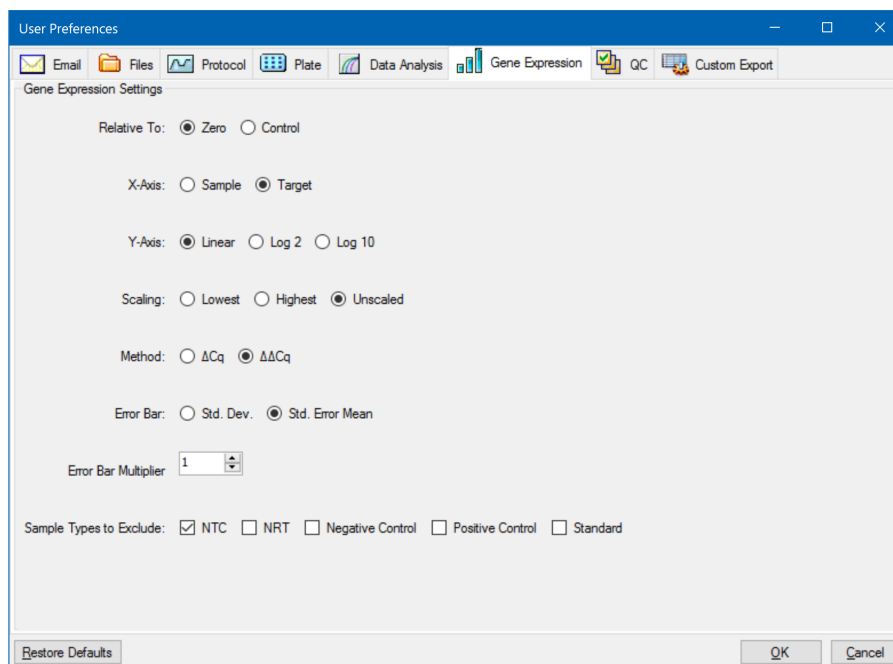 User Preferences
Email Files Protocol Plate Data Analysis Gene Expression QC Custom Export
Gene Expression Settings
Relative To: Zero Control
X-Axis: Sample Target
Y-Axis: Linear Log 2 Log 10
Scaling: Lowest Highest Unscaled
Method: ΔCq ΔΔCq
Error Bar: Std. Dev. Std. Error Mean
Error Bar Multiplier 1
Sample Types to Exclude: NTC NRT Negative Control Positive Control Standard
Restore Defaults OK Cancel